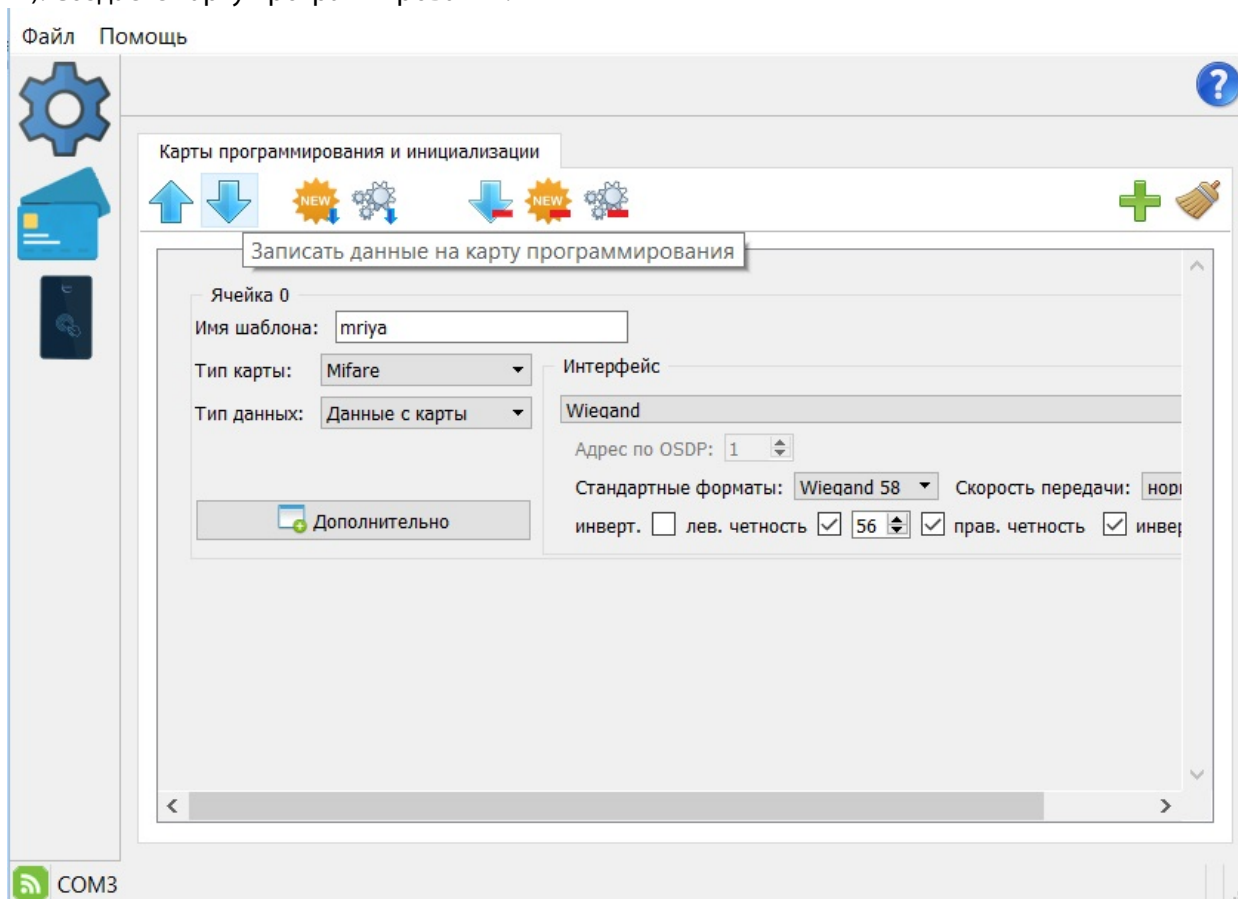 Файл Помощь
?
Карты программирования и инициализации
NEW NEW
Записать данные на карту программирования
Ячейка 0
Имя шаблона: mriya
Тип карты: Mifare Интерфейс
Тип данных: Данные с карты Wiegand
Адрес по OSDP: 1
Стандартные форматы: Wiegand 58 Скорость передачи:
Дополнительно инверт. лев. четность 56 прав. четность
COM3